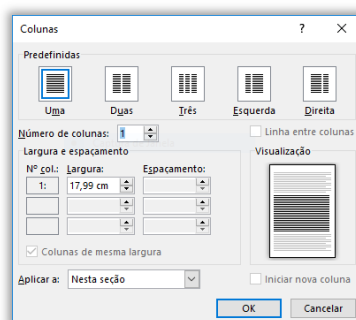 Colunas ? ×
Predefinidas
Uma Duas Três Esquerda Direita
Número de colunas: 1 Linha entre colunas
Largura e espaçamento Visualização
Nº col.: Largura: Espaçamento:
1: 17,99 cm
Colunas de mesma largura
Aplicar a: Nesta seção Iniciar nova coluna
OK Cancelar